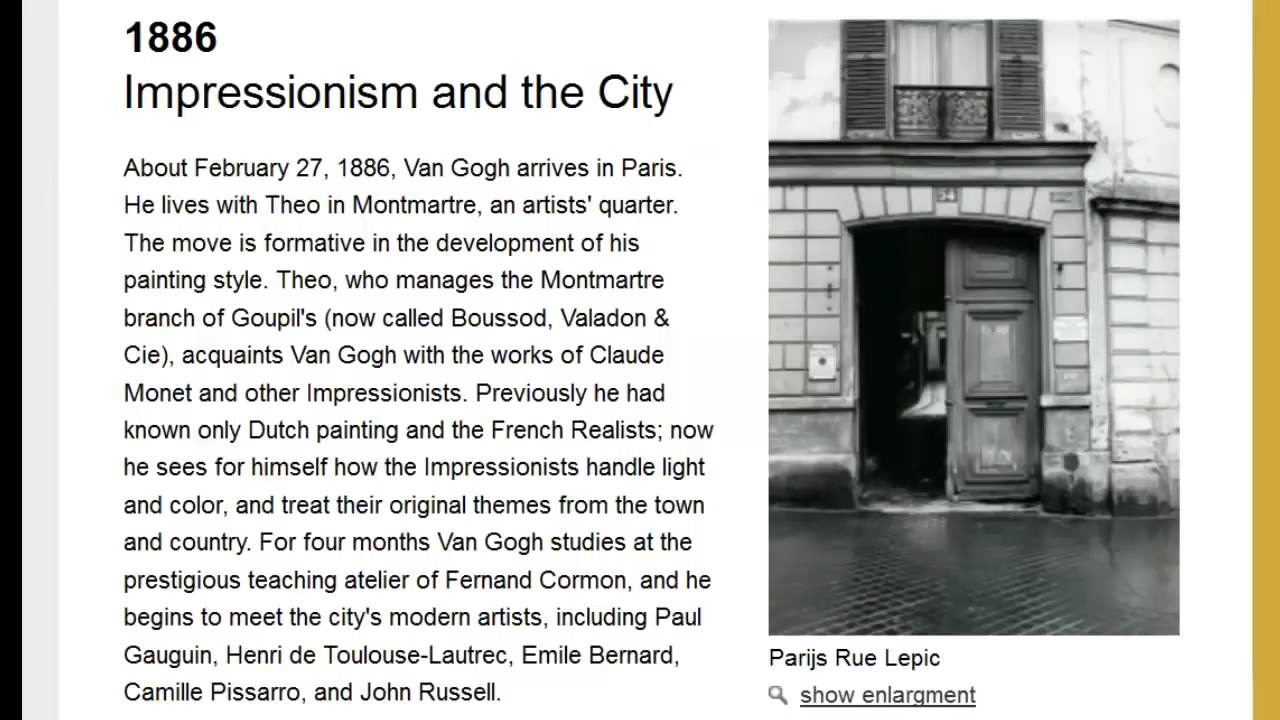 1886
Impressionism and the City
About February 27, 1886, Van Gogh arrives in Paris.
He lives with Theo in Montmartre, an artists' quarter.
The move is formative in the development of his
painting style. Theo, who manages the Montmartre
branch of Goupil's (now called Boussod, Valadon &
Cie), acquaints Van Gogh with the works of Claude
Monet and other Impressionists. Previously he had
known only Dutch painting and the French Realists; now
he sees for himself how the Impressionists handle light
and color, and treat their original themes from the town
and country. For four months Van Gogh studies at the
prestigious teaching atelier of Fernand Cormon, and he
begins to meet the city's modern artists, including Paul
Gauguin, Henri de Toulouse-Lautrec, Emile Bernard,
Camille Pissarro, and John Russell.
54
Parijs Rue Lepic
show enlargment